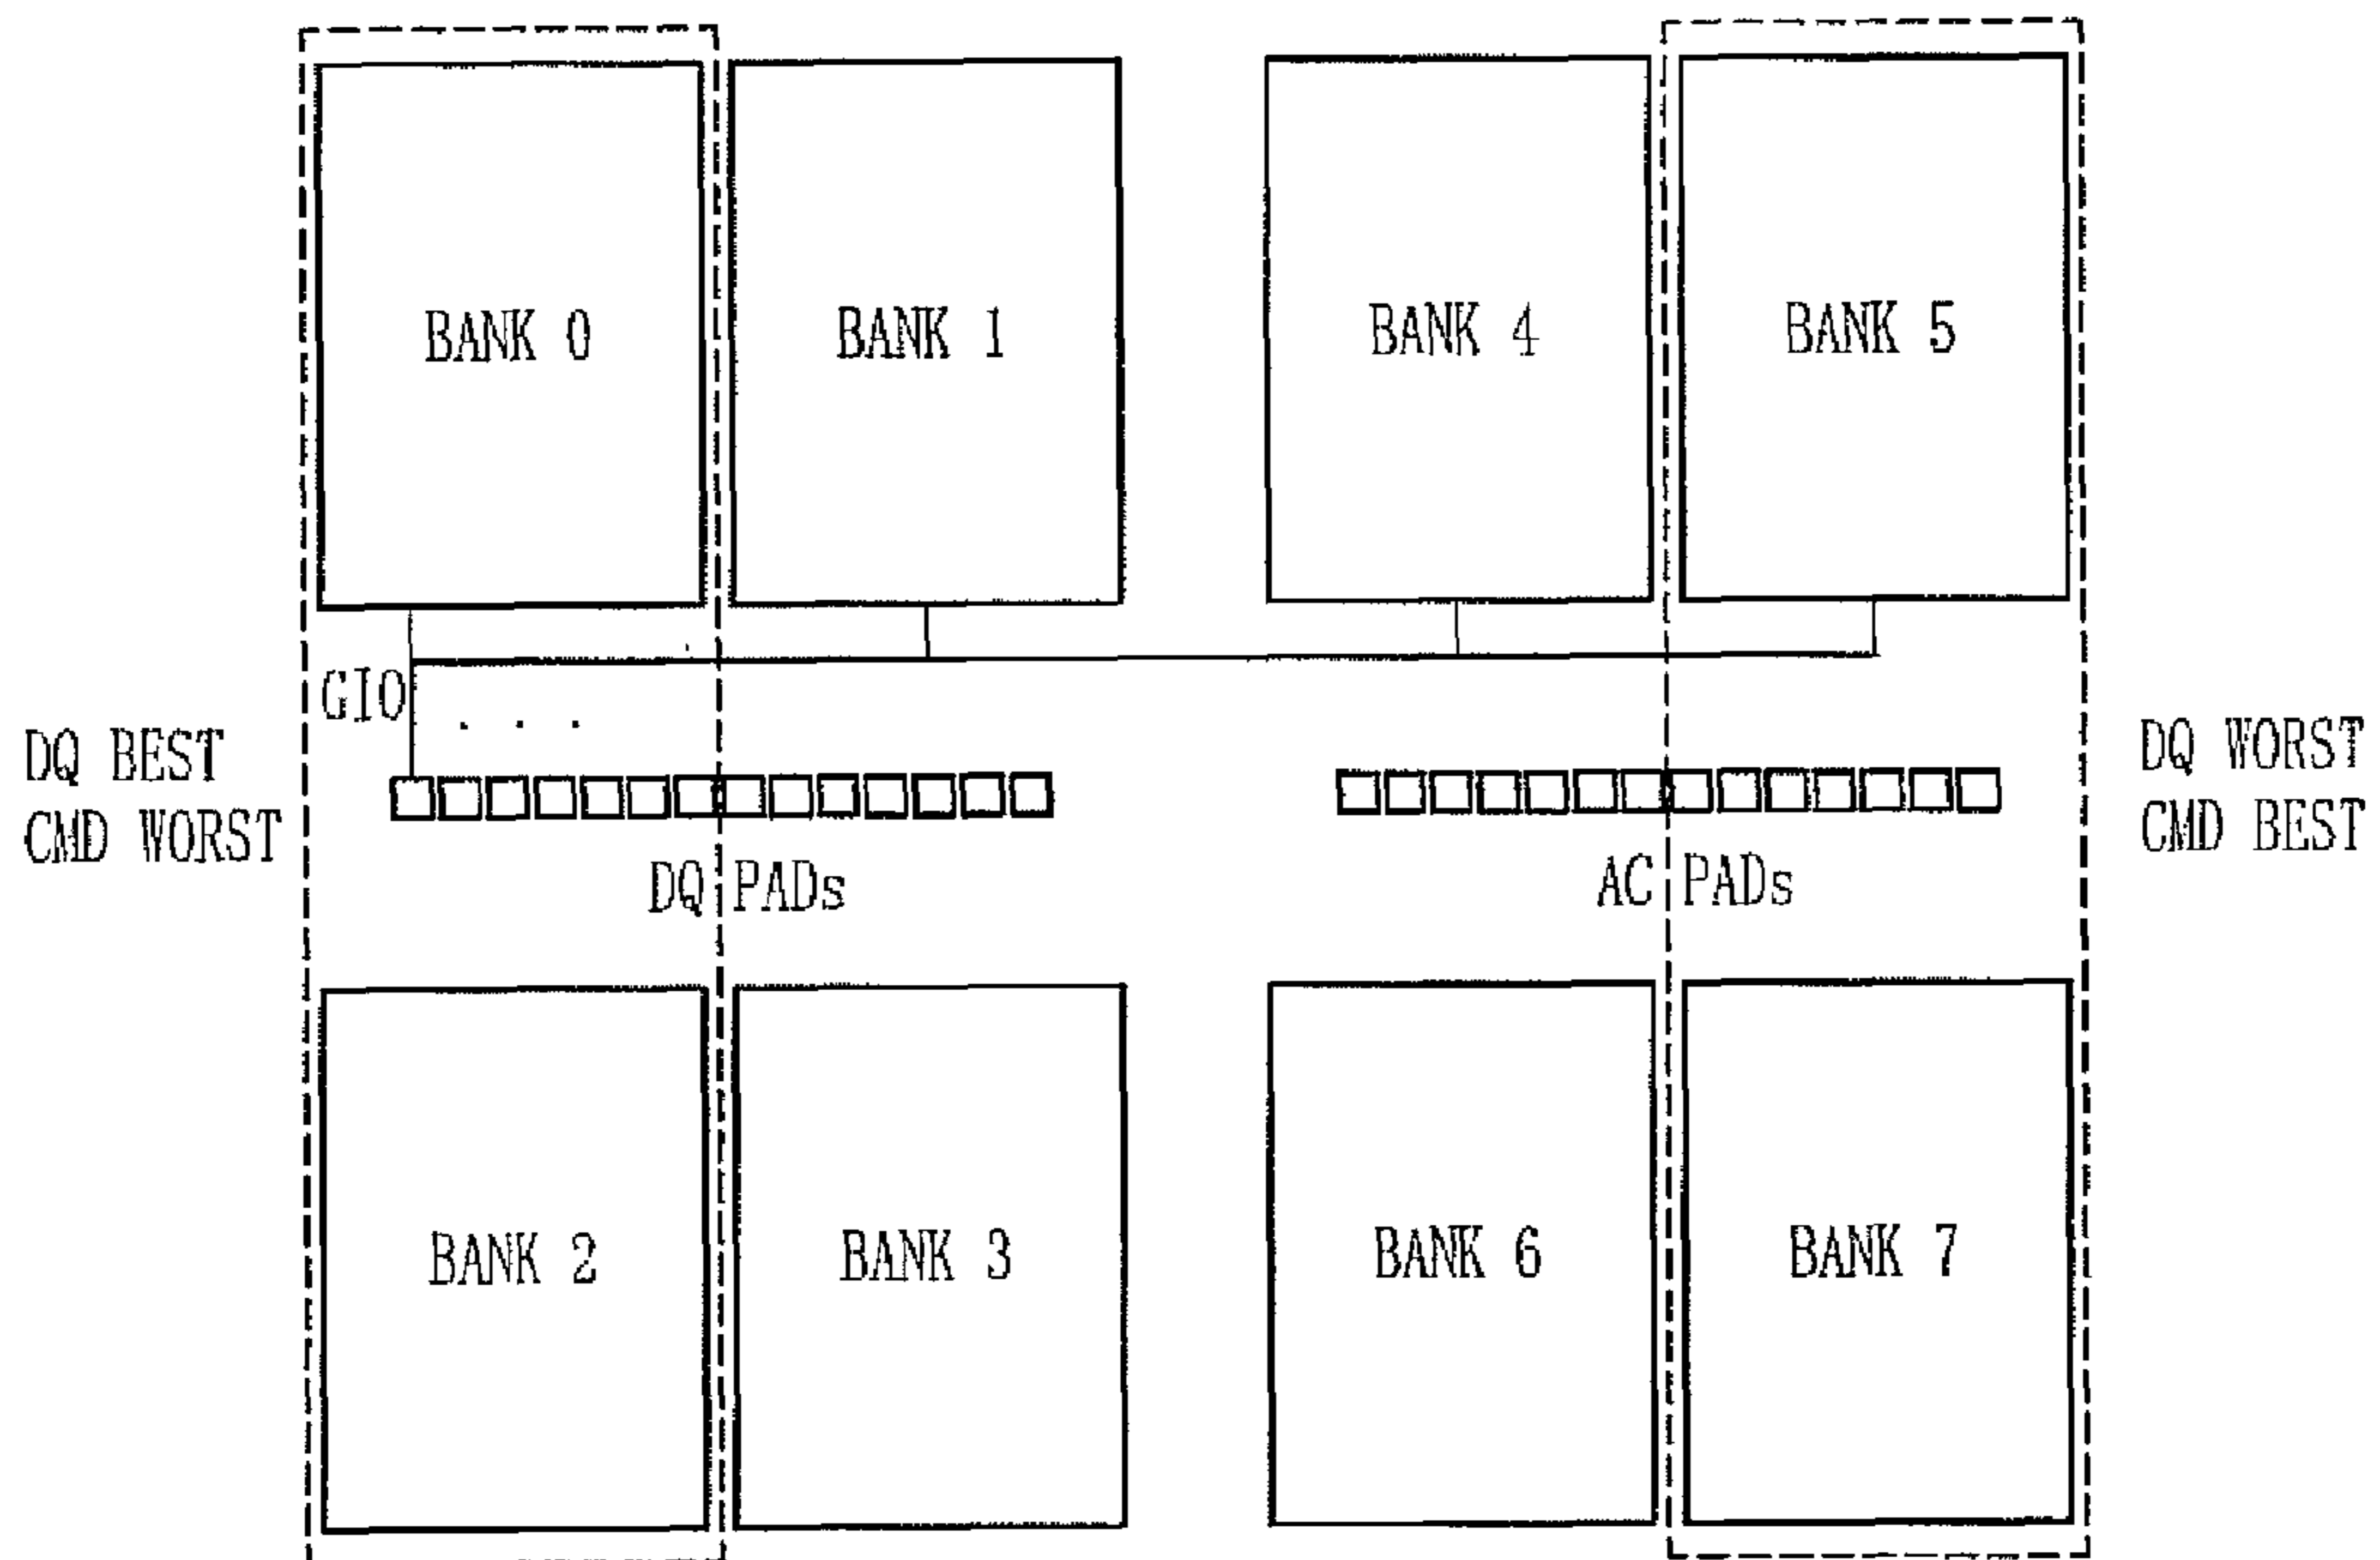 BANK 0
BANK 1
BANK 4
BANK 5
GIO
. . .
DQ BEST
CMD WORST
DQ WORST
CMD BEST
DQ PADs
AC PADs
BANK 2
BANK 3
BANK 6
BANK 7